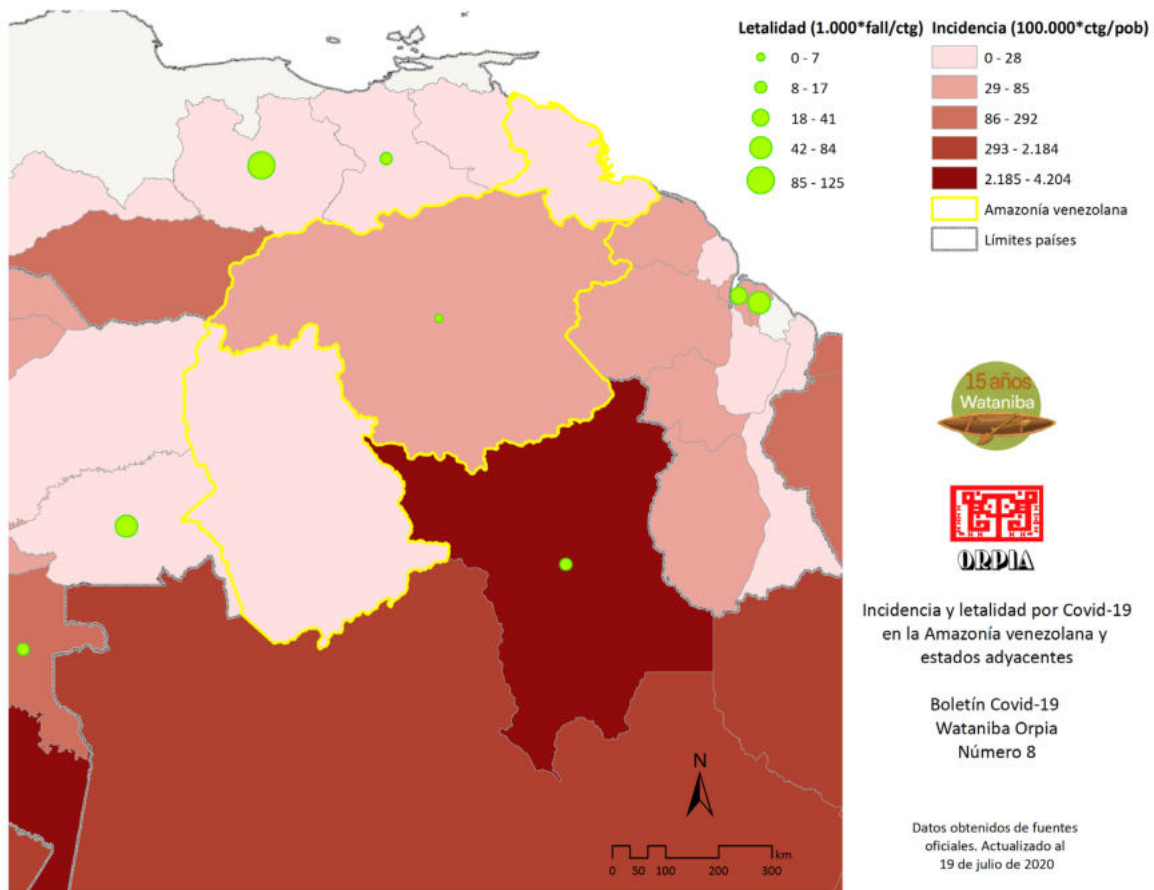 Letalidad (1.000*fall/ctg)
0 - 7
8 - 17
18 - 41
42 - 84
85 - 125
Incidencia (100.000*ctg/pob)
0 - 28
29 - 85
86 - 292
293 - 2.184
2.185 - 4.204
Amazonía venezolana
Límites países
15 años
Wataniba
ORPIA
Incidencia y letalidad por Covid-19
en la Amazonía venezolana y
estados adyacentes
Boletín Covid-19
Wataniba Orpia
Número 8
N
km
0 50 100 200 300
Datos obtenidos de fuentes
oficiales. Actualizado al
19 de julio de 2020